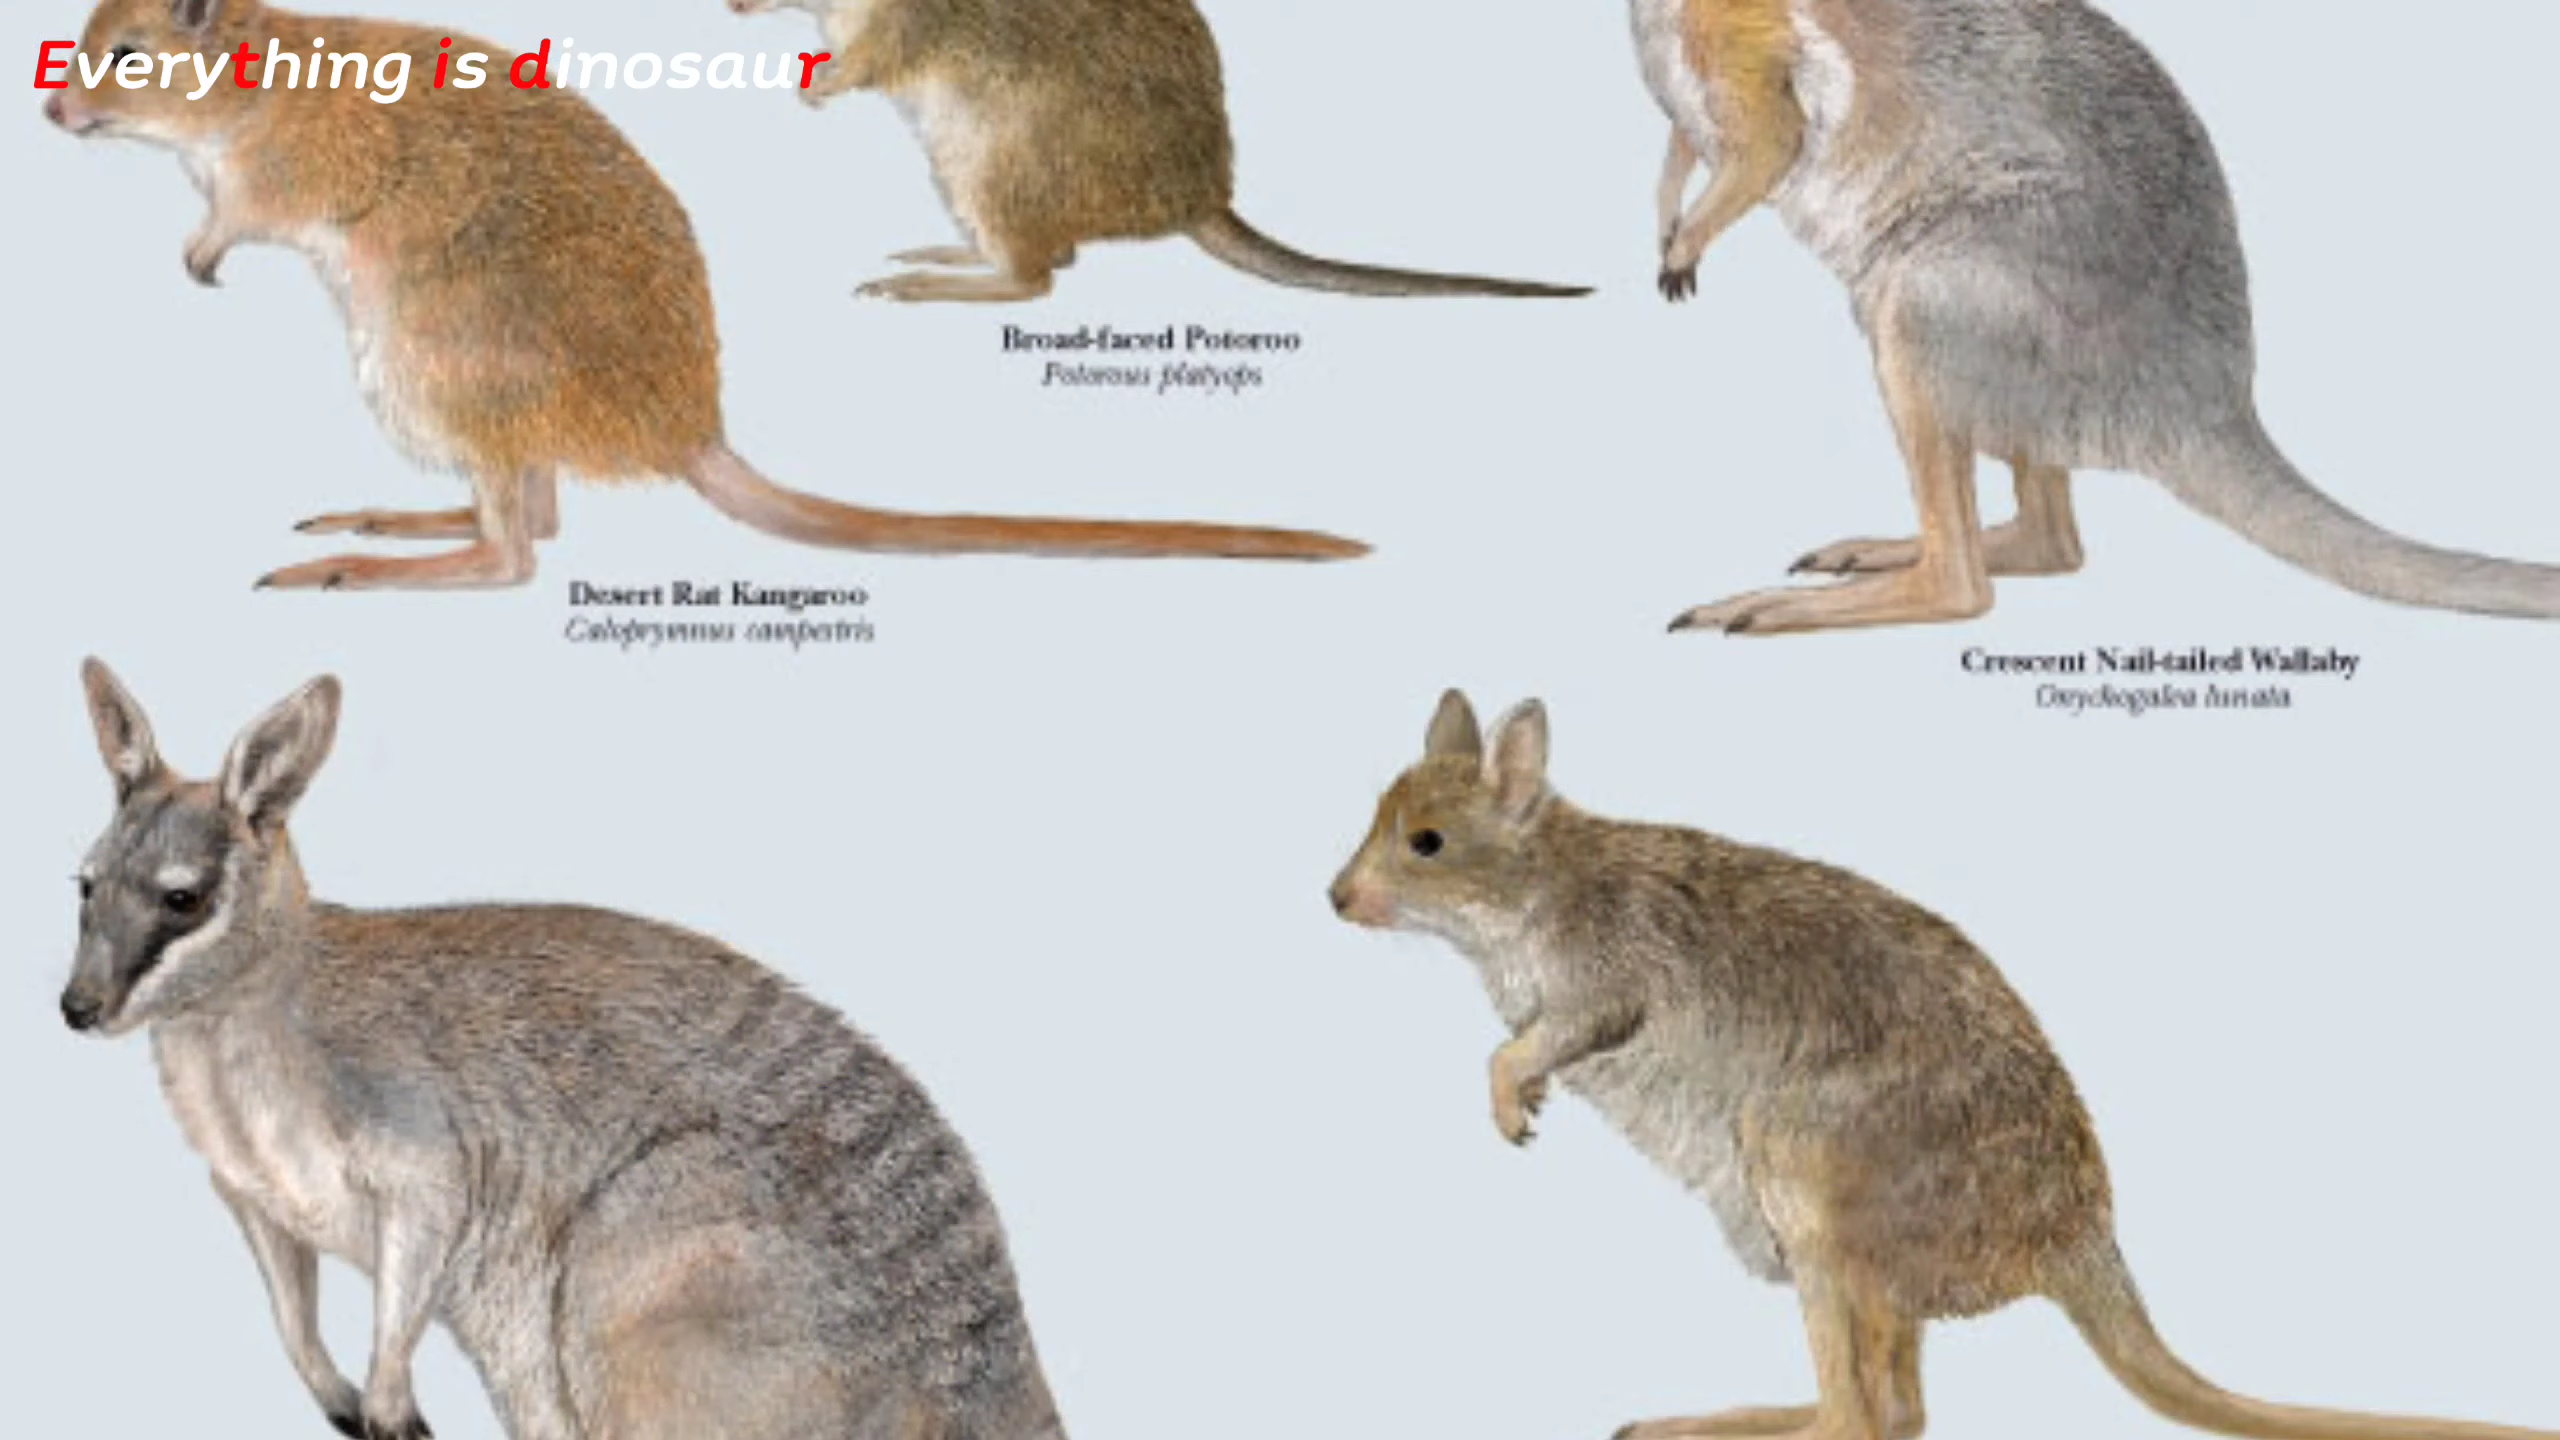 Everything is dinosaur
Broad-faced Potoroo
Potorous platyops
Desert Rat Kangaroo
Caloprymnus campestris
Crescent Nail-tailed Wallaby
Onychogalea lunata